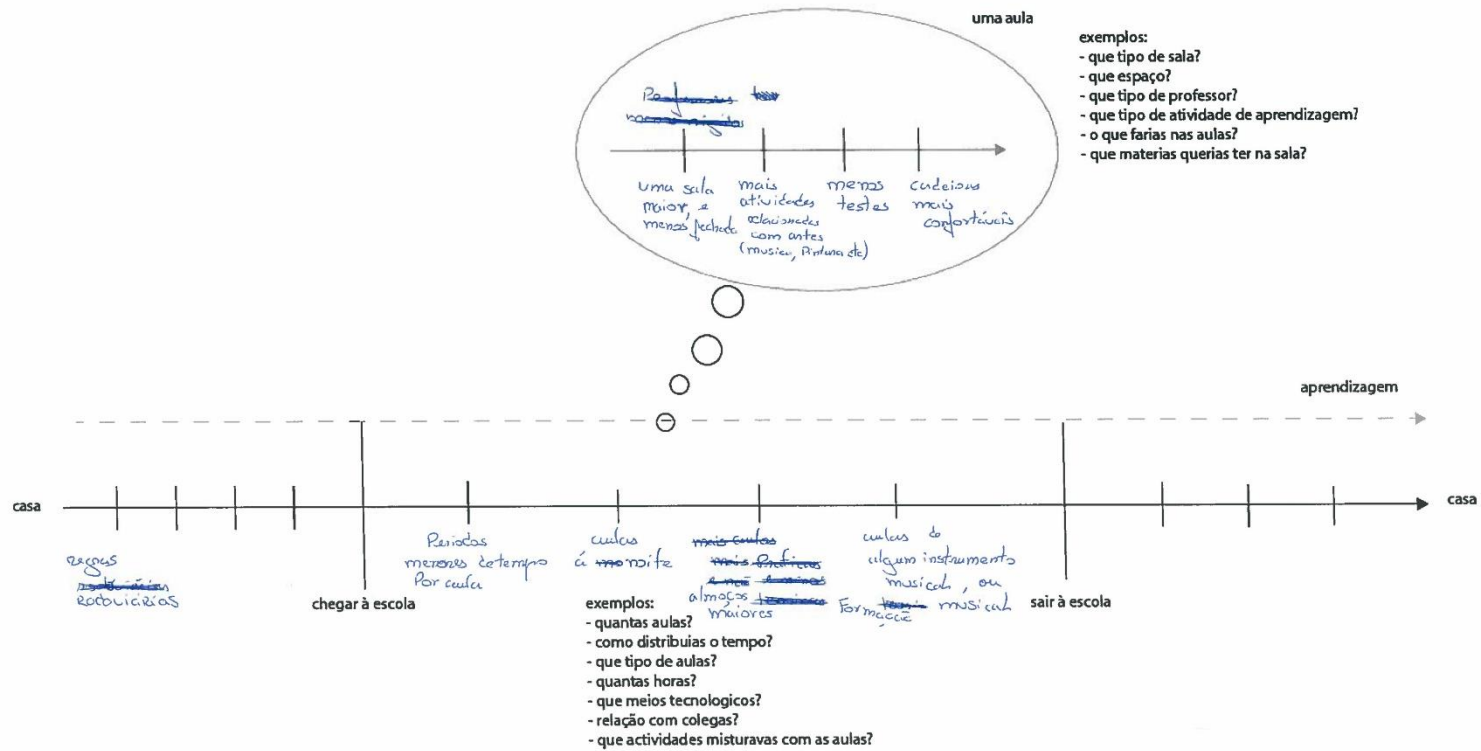 uma aula
exemplos:
- que tipo de sala?
- que espaço?
- que tipo de professor?
- que tipo de atividade de aprendizagem?
- o que farias nas aulas?
- que materias querias ter na sala?
uma sala
maior, e
menos fechada
mais
atividades
relacionadas
com artes
(musica, Pintura etc)
menos
testes
cadeiras
mais
confortáveis
aprendizagem
casa
casa
regras
Rodoviárias
chegar à escola
Periodos
menores de tempo
Por aula
aulas
á noite
mais aulas
mais Praticas
almoços
maiores
aulas de
algum instrumento
musical, ou
Formação musical
sair à escola
exemplos:
- quantas aulas?
- como distribuias o tempo?
- que tipo de aulas?
- quantas horas?
- que meios tecnologicos?
- relação com colegas?
- que actividades misturavas com as aulas?